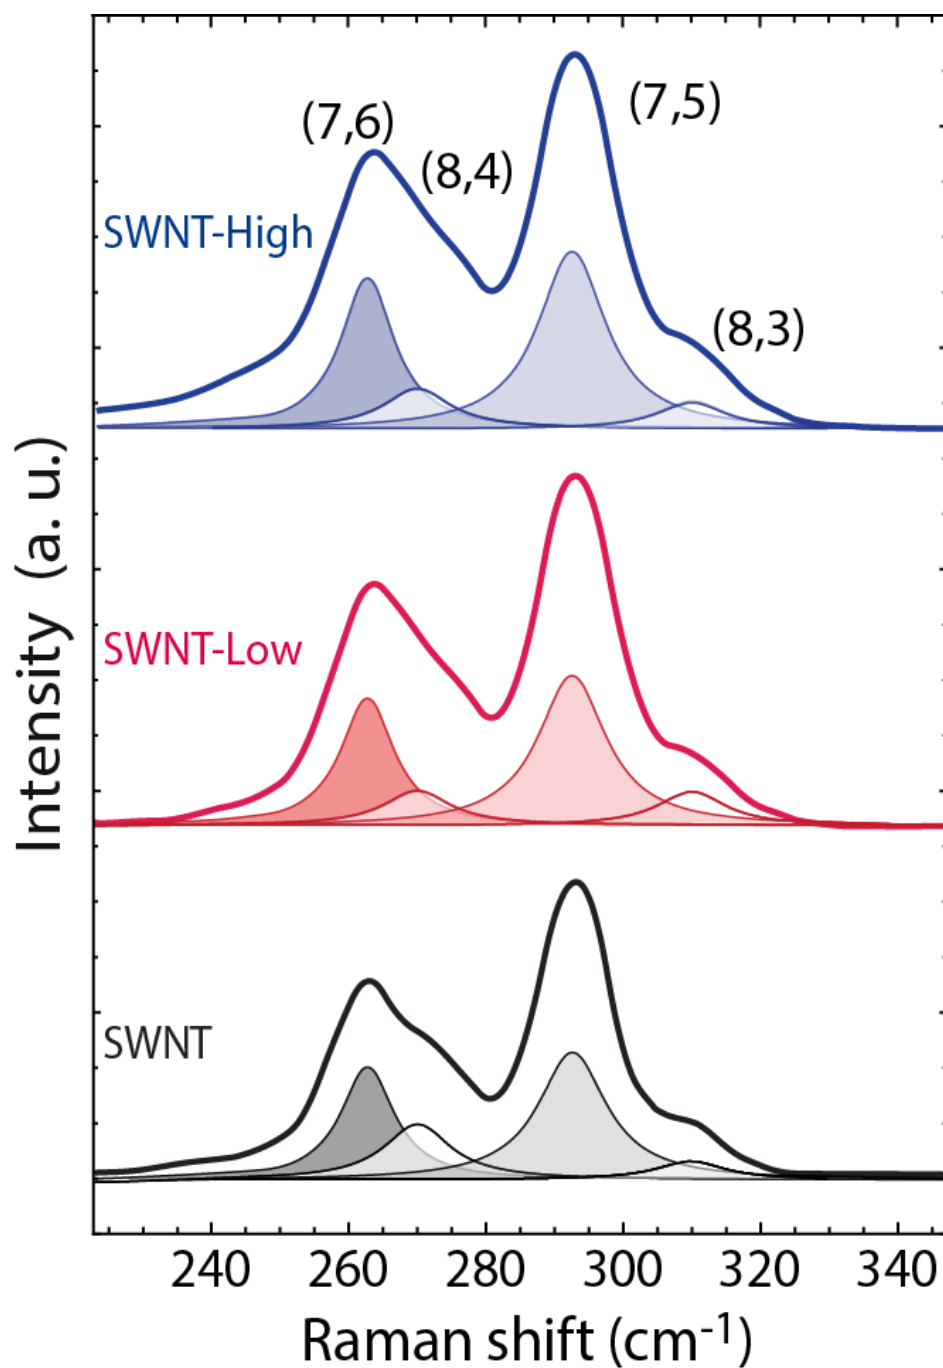 (7,6)
(8,4)
(7,5)
SWNT-High
(8,3)
SWNT-Low
SWNT
Intensity (a. u.)
240 260 280 300 320 340
Raman shift (cm⁻¹)